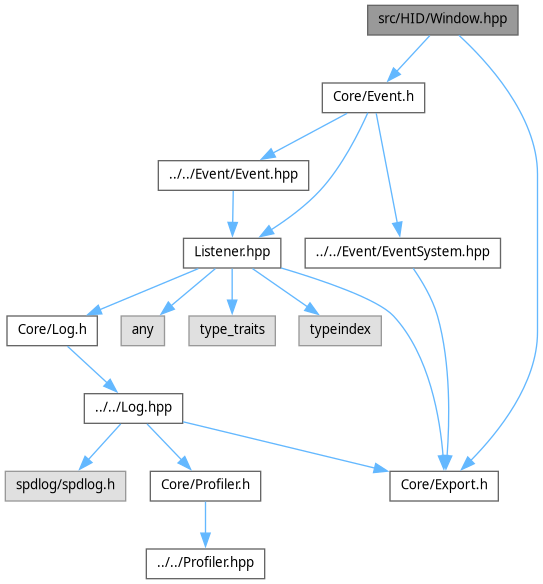 src/HID/Window.hpp
Core/Event.h
../../Event/Event.hpp
Listener.hpp
../../Event/EventSystem.hpp
Core/Log.h
any
type_traits
typeindex
../../Log.hpp
spdlog/spdlog.h
Core/Profiler.h
Core/Export.h
../../Profiler.hpp